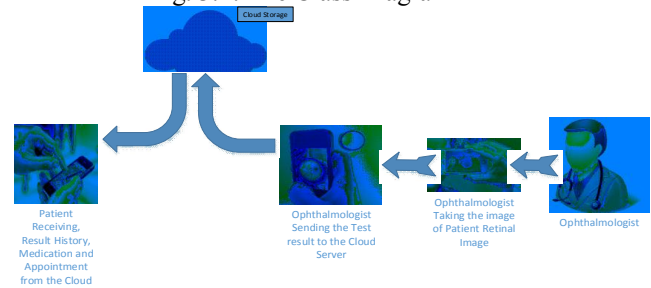 Cloud Storage
Patient
Receiving,
Result History,
Medication and
Appointment
from the Cloud
Ophthalmologist
Sending the Test
result to the Cloud
Server
Ophthalmologist
Taking the image
of Patient Retinal
Image
Ophthalmologist